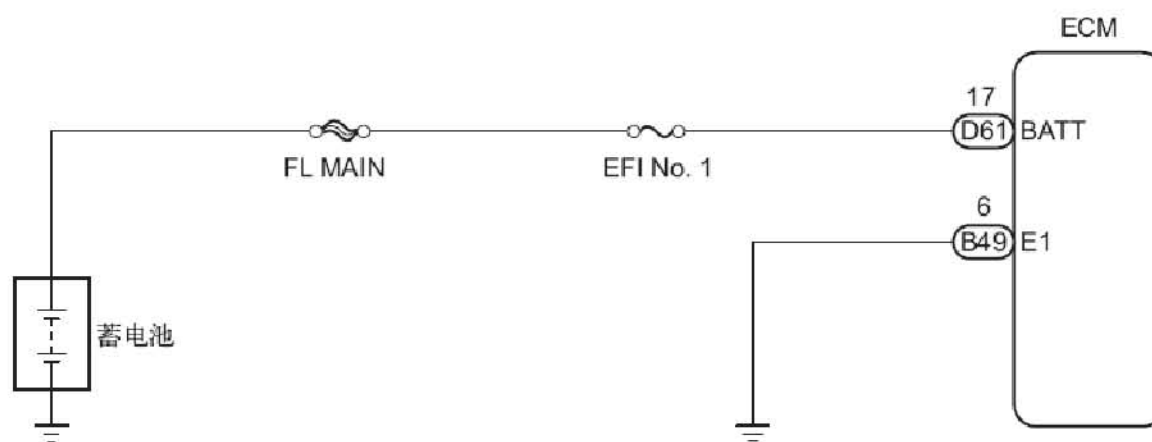 ECM
17
D61 BATT
FL MAIN
EFI No. 1
6
B49 E1
蓄电池